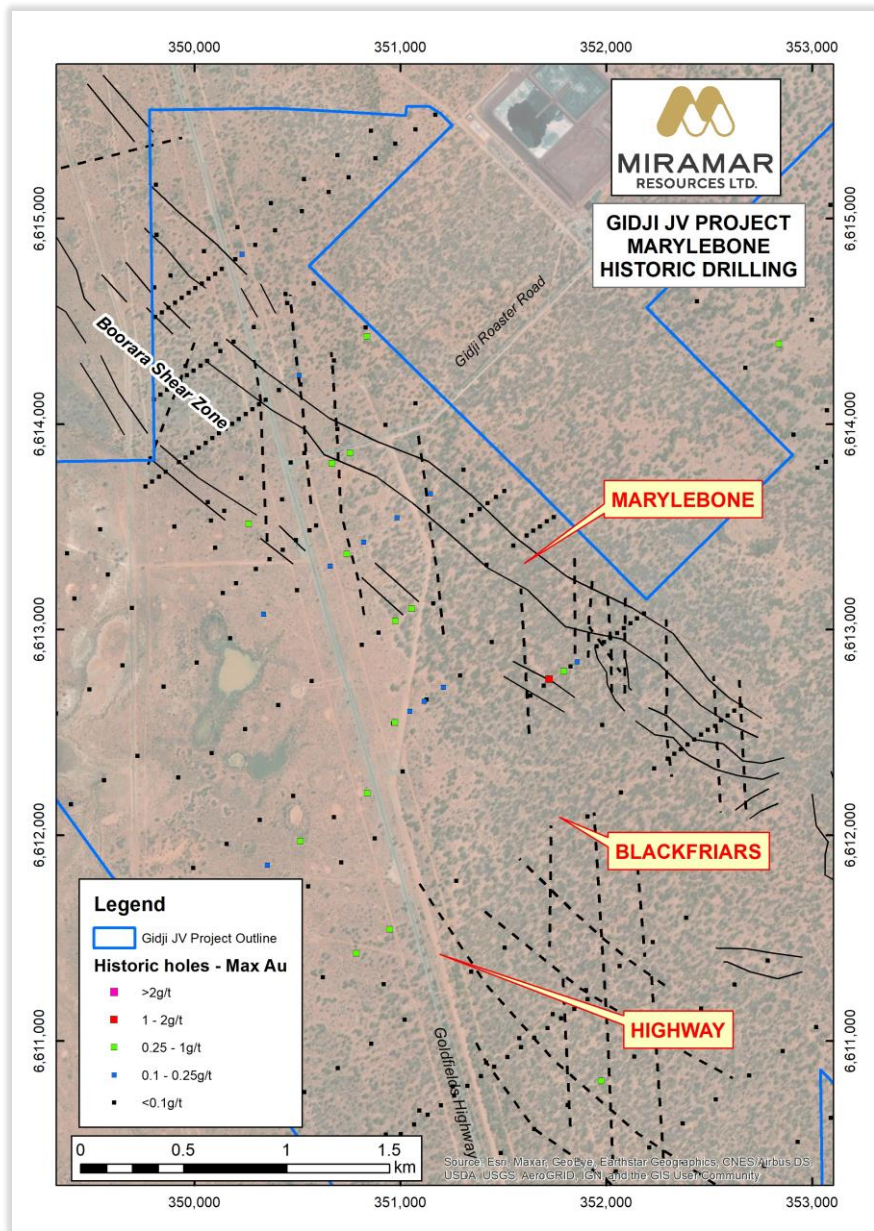 350,000
351,000
352,000
353,000
MIRAMAR
RESOURCES LTD.
GIDJI JV PROJECT
MARYLEBONE
HISTORIC DRILLING
6,615,000
6,615,000
Gidji Roaster Road
Boorara Shear Zone
6,614,000
6,614,000
MARYLEBONE
6,613,000
6,613,000
6,612,000
6,612,000
BLACKFRIARS
Legend
Gidji JV Project Outline
Historic holes - Max Au
>2g/t
1 - 2g/t
0.25 - 1g/t
0.1 - 0.25g/t
<0.1g/t
HIGHWAY
6,611,000
6,611,000
Goldfields Highway
0 0.5 1 1.5
km
Source: Esri, Maxar, GeoEye, Earthstar Geographics, CNES/Airbus DS,
USDA, USGS, AeroGRID, IGN, and the GIS User Community
350,000
351,000
352,000
353,000